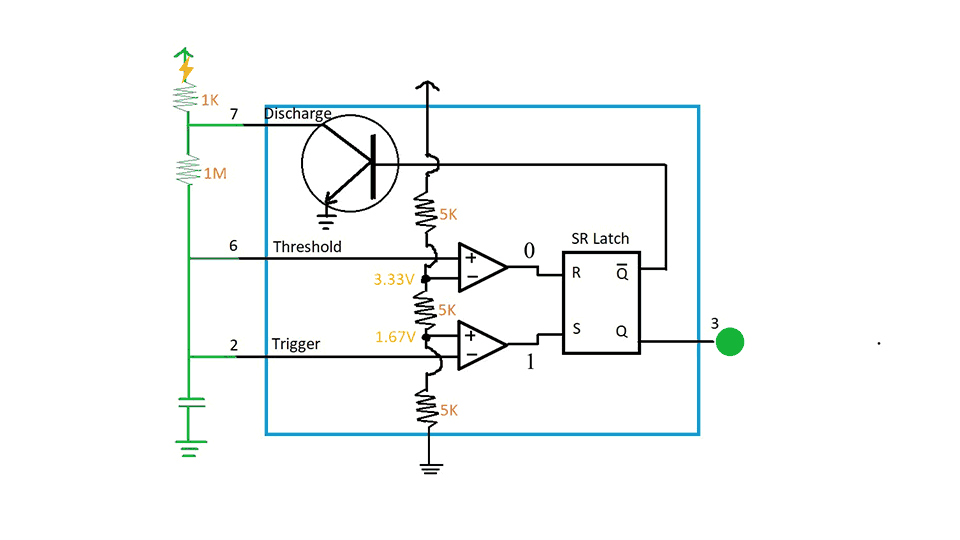 1K
7
Discharge
1M
5K
6
Threshold
+
−
0
SR Latch
R
Q̅
3.33V
5K
S
Q
3
1.67V
2
Trigger
+
−
1
5K